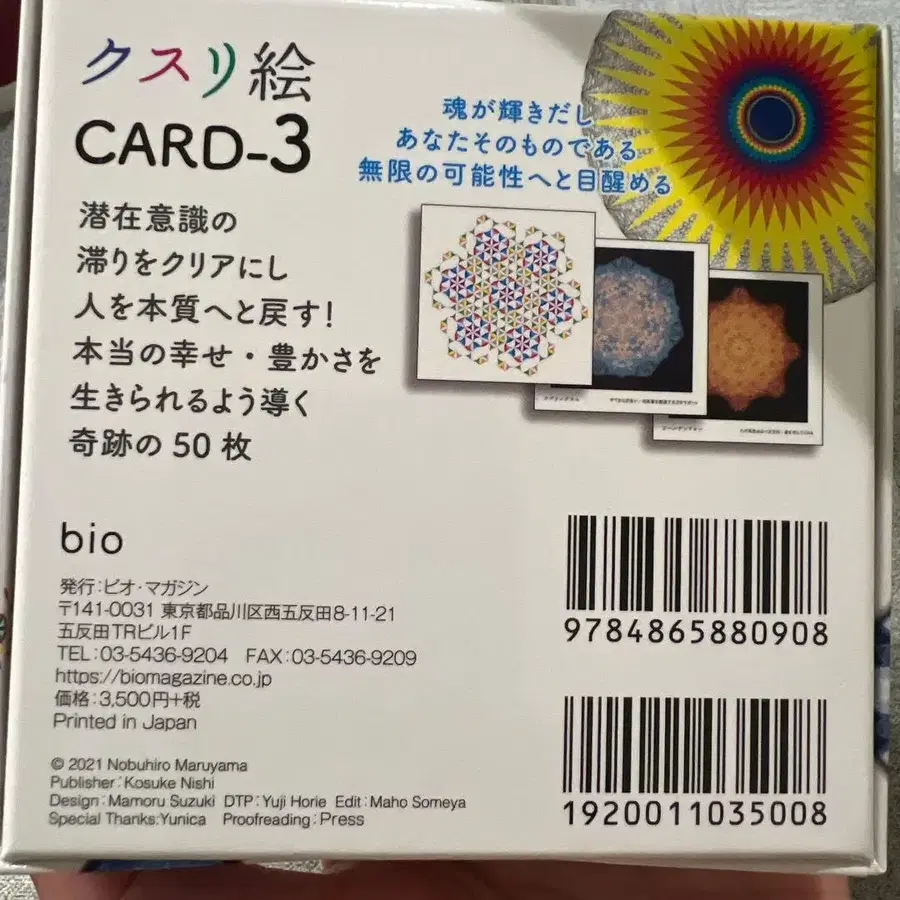 クスリ絵
CARD-3
魂が輝きだし
あなたそのものである
無限の可能性へと目醒める
潜在意識の
滞りをクリアにし
人を本質へと戻す!
本当の幸せ・豊かさを
生きられるよう導く
奇跡の50枚
bio
発行:ビオ・マガジン
〒141-0031 東京都品川区西五反田8-11-21
五反田TRビル1F
TEL:03-5436-9204 FAX:03-5436-9209
https://biomagazine.co.jp
価格:3,500円+税
Printed in Japan
© 2021 Nobuhiro Maruyama
Publisher:Kosuke Nishi
Design:Mamoru Suzuki DTP:Yuji Horie Edit:Maho Someya
Special Thanks:Yunica Proofreading:Press
9784865880908
1920011035008